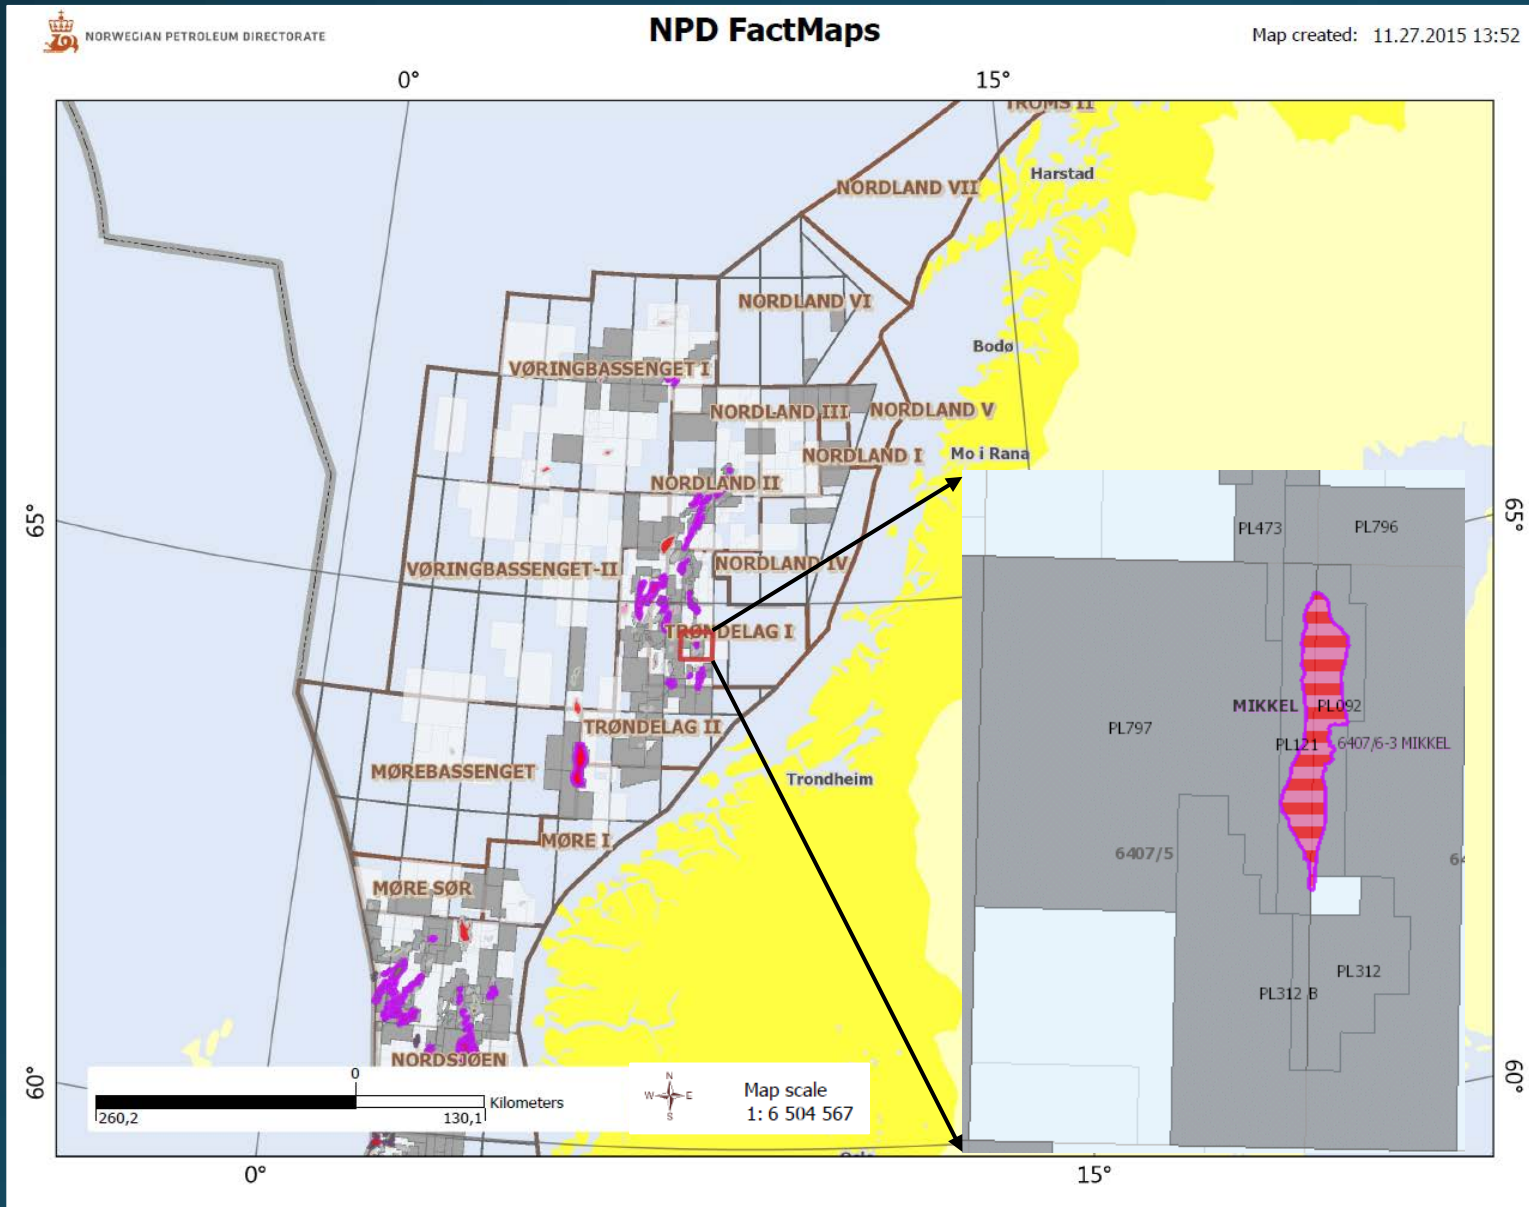 NORWEGIAN PETROLEUM DIRECTORATE
NPD FactMaps
Map created: 11.27.2015 13:52
0°
15°
TROMS II
Harstad
NORDLAND VII
NORDLAND VI
Bodø
VØRINGBASSENGET I
NORDLAND III
NORDLAND V
NORDLAND I
Mo i Rana
NORDLAND II
65°
65°
VØRINGBASSENGET-II
NORDLAND IV
TRØNDELAG I
TRØNDELAG II
MØREBASSENGET
Trondheim
MØRE I
MØRE SØR
NORDSJØEN
PL473
PL796
MIKKEL
PL092
PL797
PL121
6407/6-3 MIKKEL
6407/5
PL312
PL312 B
60°
60°
0
Kilometers
260,2
130,1
N
W
E
S
Map scale
1: 6 504 567
0°
15°